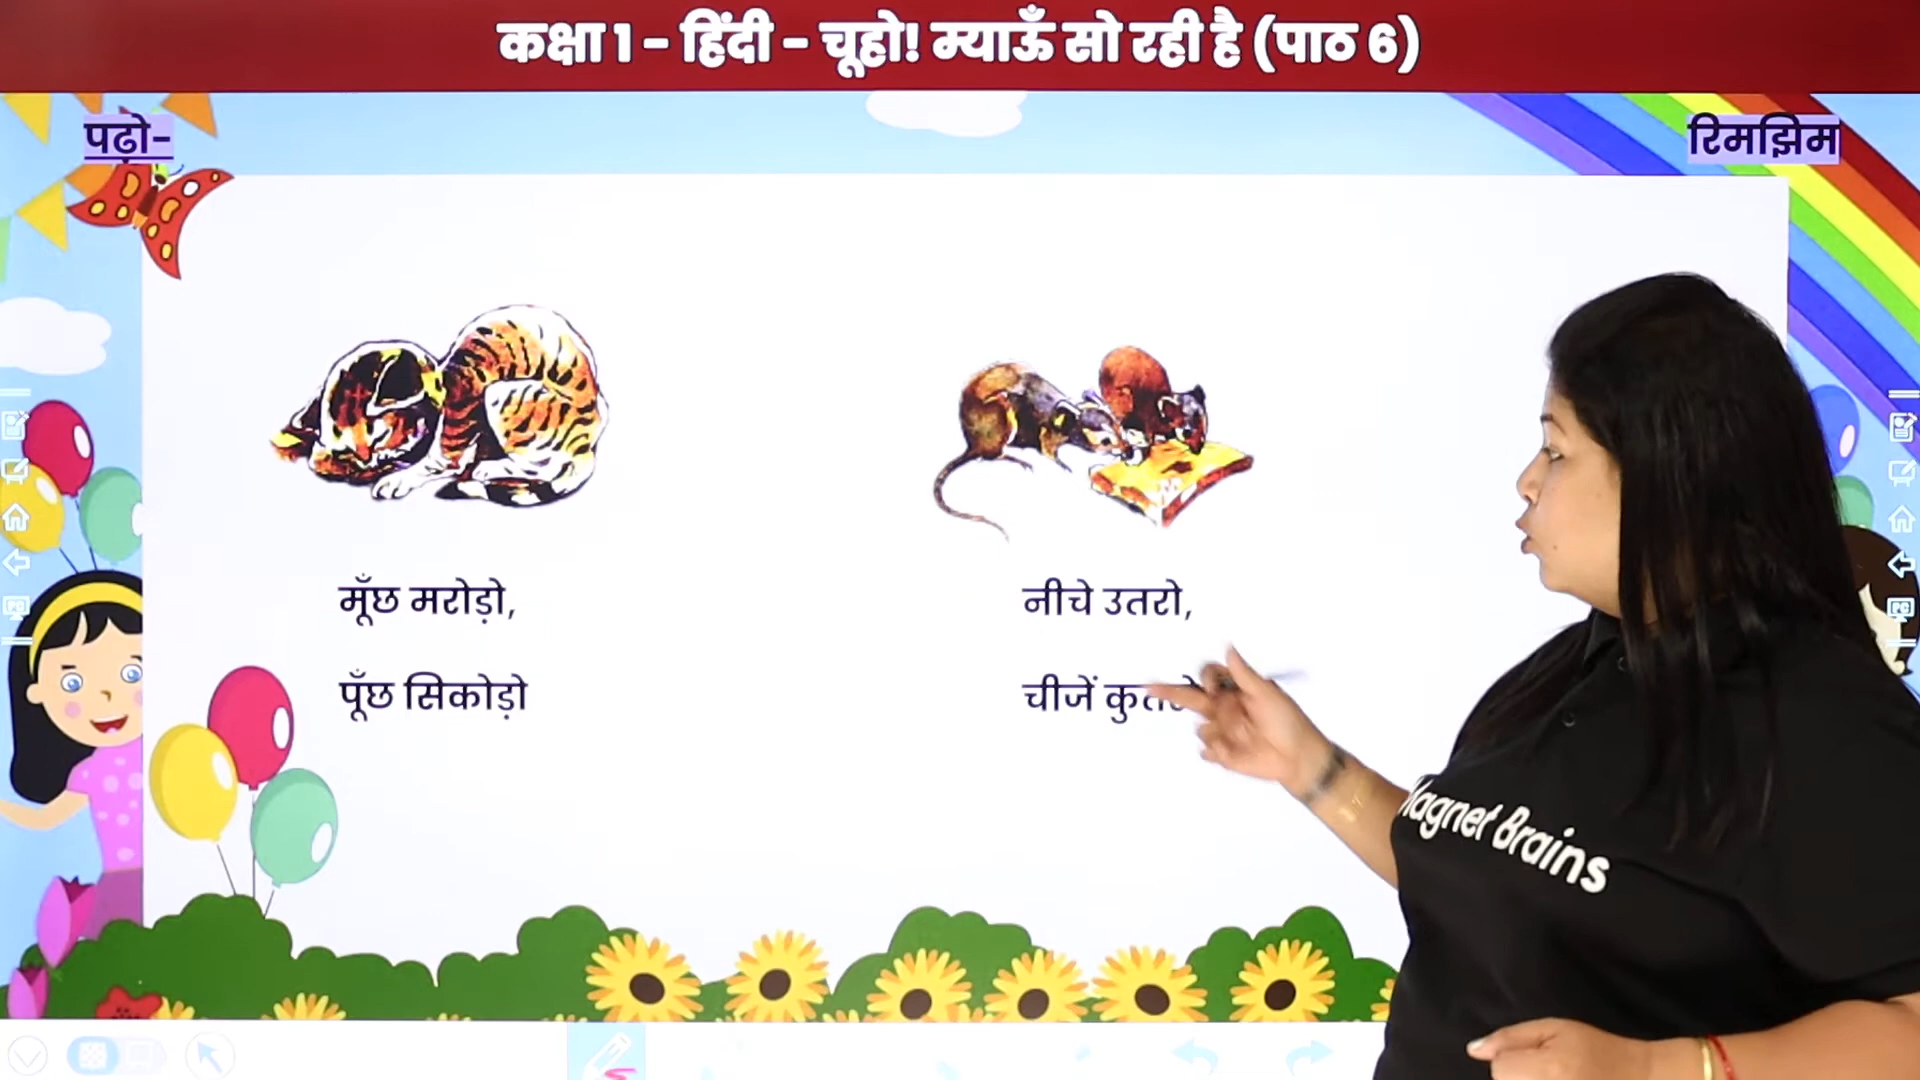 कक्षा 1 - हिंदी - चूहो! म्याऊँ सो रही है (पाठ 6)
पढ़ो-
रिमझिम
मूँछ मरोड़ो,
पूँछ सिकोड़ो
नीचे उतरो,
चीजें
Magnet Brains